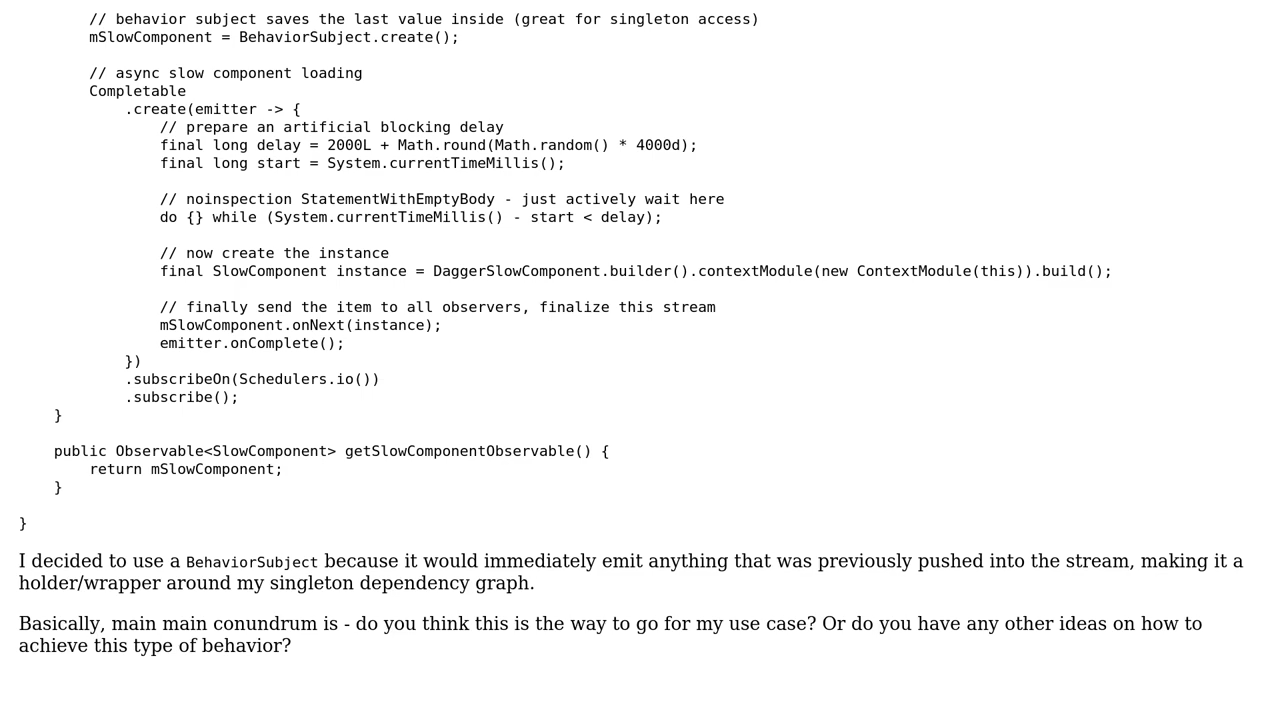 // behavior subject saves the last value inside (great for singleton access)
mSlowComponent = BehaviorSubject.create();
// async slow component loading
Completable
.create(emitter -> {
// prepare an artificial blocking delay
final long delay = 2000L + Math.round(Math.random() * 4000d);
final long start = System.currentTimeMillis();
// noinspection StatementWithEmptyBody - just actively wait here
do {} while (System.currentTimeMillis() - start < delay);
// now create the instance
final SlowComponent instance = DaggerSlowComponent.builder().contextModule(new ContextModule(this)).build();
// finally send the item to all observers, finalize this stream
mSlowComponent.onNext(instance);
emitter.onComplete();
})
.subscribeOn(Schedulers.io())
.subscribe();
}
public Observable<SlowComponent> getSlowComponentObservable() {
return mSlowComponent;
}
}
I decided to use a BehaviorSubject because it would immediately emit anything that was previously pushed into the stream, making it a
holder/wrapper around my singleton dependency graph.
Basically, main main conundrum is - do you think this is the way to go for my use case? Or do you have any other ideas on how to
achieve this type of behavior?